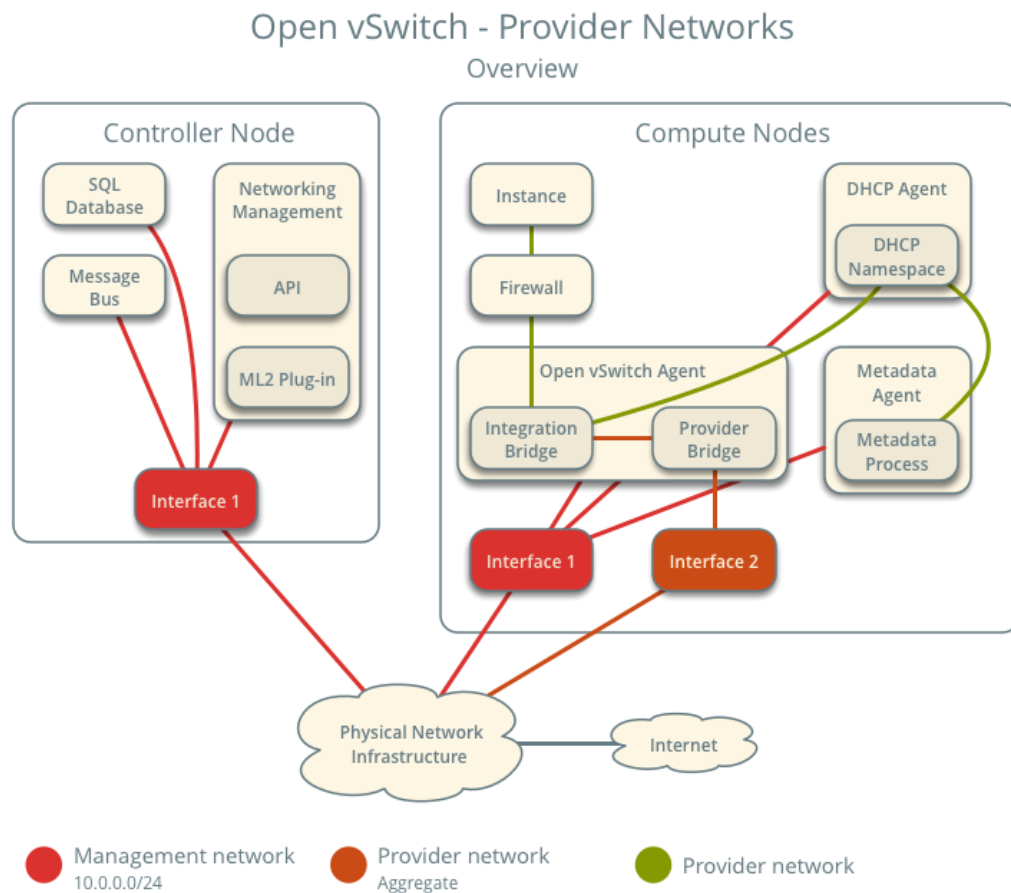 Open vSwitch - Provider Networks
Overview
Controller Node
SQL
Database
Networking
Management
Message
Bus
API
ML2 Plug-in
Interface 1
Compute Nodes
Instance
DHCP Agent
DHCP
Namespace
Firewall
Open vSwitch Agent
Integration
Bridge
Provider
Bridge
Metadata
Agent
Metadata
Process
Interface 1
Interface 2
Physical Network
Infrastructure
Internet
Management network
10.0.0.0/24
Provider network
Aggregate
Provider network